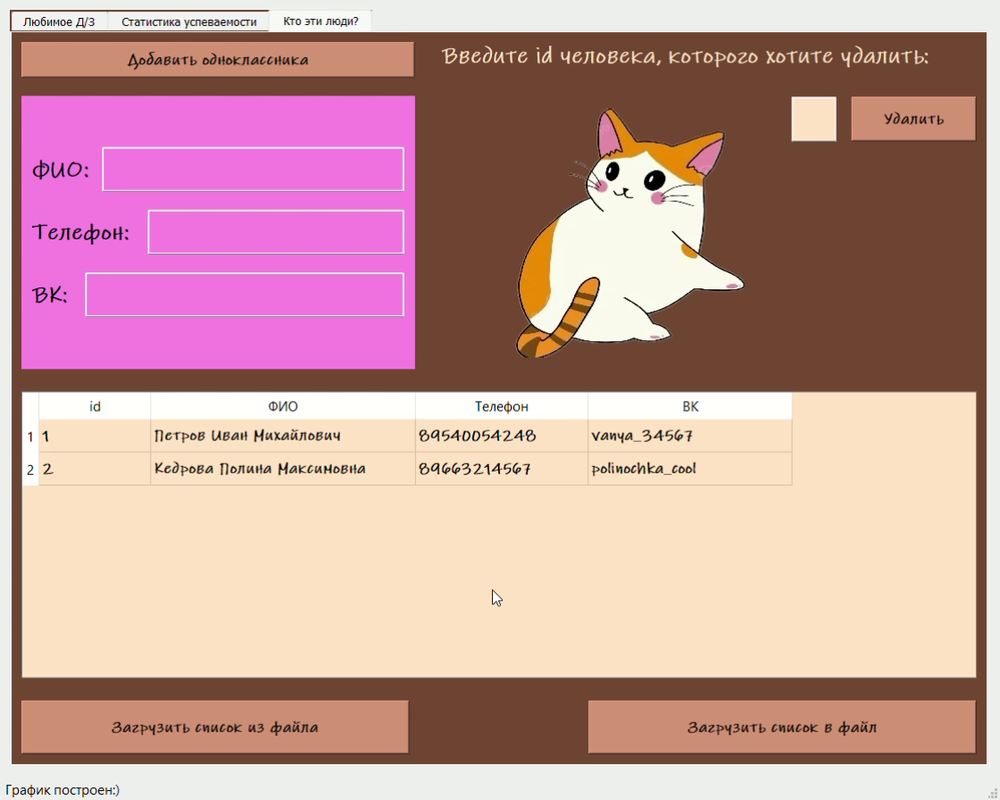 Любимое Д/З Статистика успеваемости Кто эти люди?
Добавить одноклассника
Введите id человека, которого хотите удалить:
Удалить
ФИО:
Телефон:
ВК:
id ФИО Телефон ВК
1 1 Петров Иван Михайлович 89540054248 vanya_34567
2 2 Кедрова Полина Максимовна 89663214567 polinochka_cool
Загрузить список из файла Загрузить список в файл
График построен:)